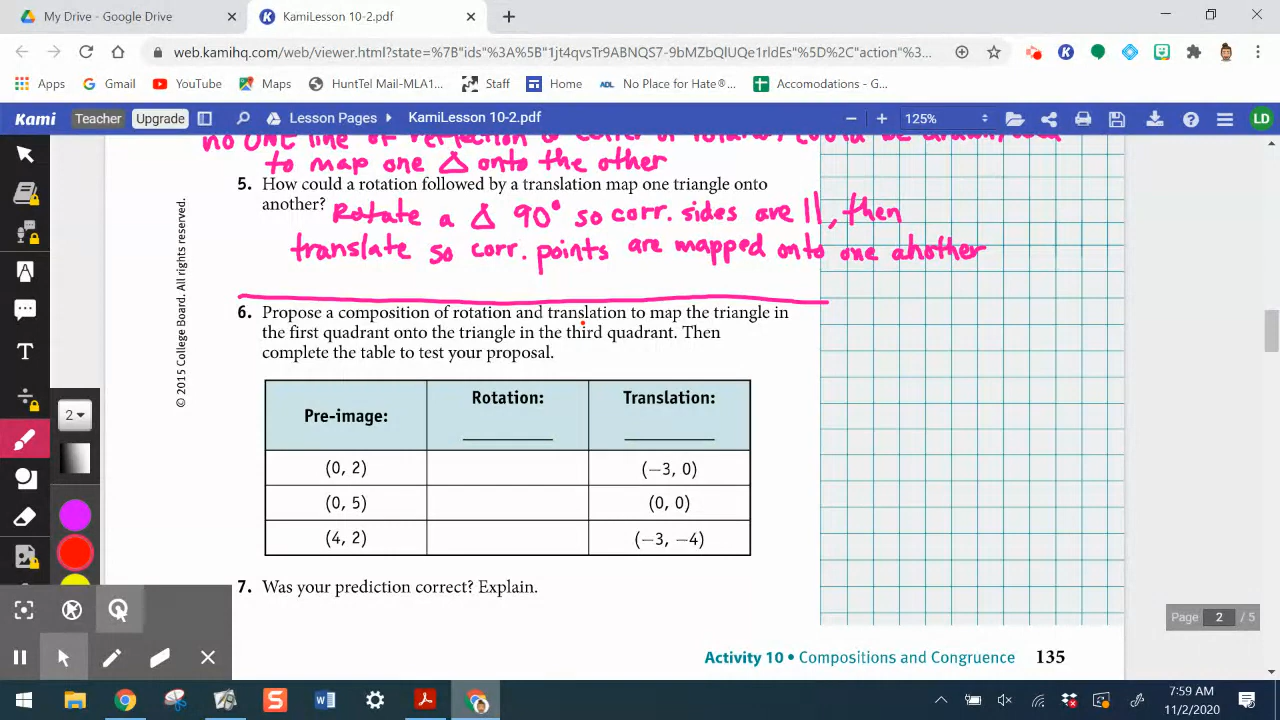 My Drive - Google Drive
KamiLesson 10-2.pdf
web.kamihq.com/web/viewer.html?state=%7B"ids"%3A%5B"1jt4qvsTr9ABNQS7-9bMZbQlUQe1rldEs"%5D%2C"action"%3...
Apps
Gmail
YouTube
Maps
HuntTel Mail-MLA1...
Staff
Home
ADL
No Place for Hate®...
Accomodations - G...
Kami
Teacher
Upgrade
Lesson Pages
KamiLesson 10-2.pdf
125%
LD
no one line of reflection
to map one △ onto the other
5. How could a rotation followed by a translation map one triangle onto
another? Rotate a △ 90° so corr. sides are ||, then
translate so corr. points are mapped onto one another
6. Propose a composition of rotation and translation to map the triangle in
the first quadrant onto the triangle in the third quadrant. Then
complete the table to test your proposal.
Pre-image:
Rotation:
Translation:
(0, 2)
(−3, 0)
(0, 5)
(0, 0)
(4, 2)
(−3, −4)
7. Was your prediction correct? Explain.
© 2015 College Board. All rights reserved.
2
Page 2 / 5
Activity 10 • Compositions and Congruence 135
7:59 AM
11/2/2020